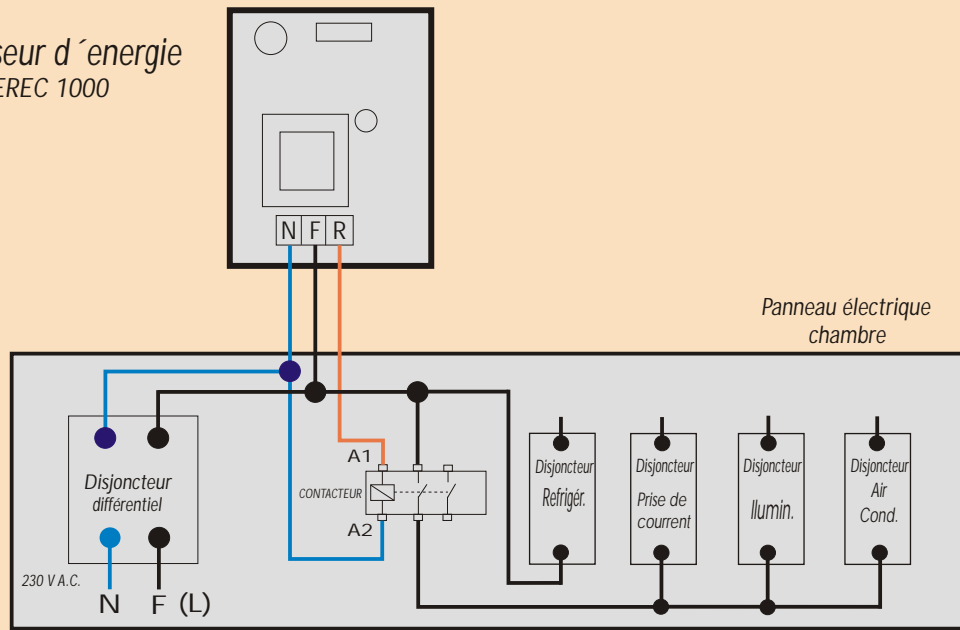 seur d ´energie
EREC 1000
N F R
Panneau électrique
chambre
Disjoncteur
différentiel
230 V A.C.
N F (L)
A1
CONTACTEUR
A2
Disjoncteur
Refrigér.
Disjoncteur
Prise de
courrent
Disjoncteur
Ilumin.
Disjoncteur
Air
Cond.